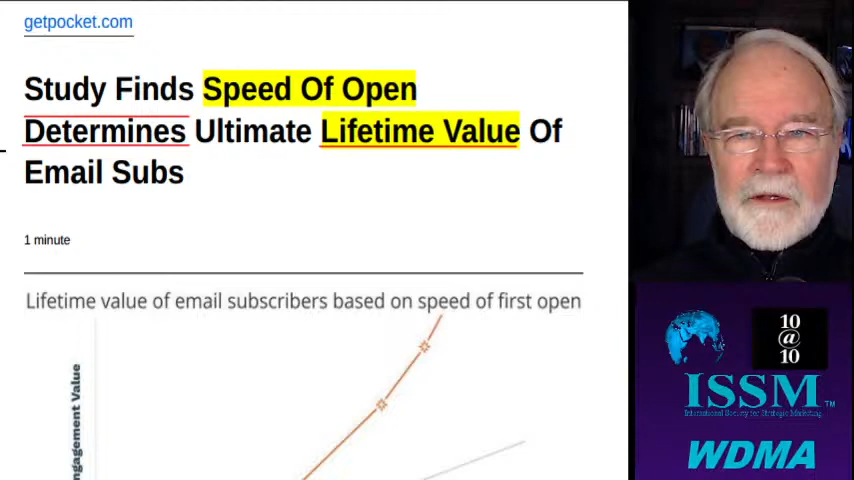 getpocket.com
Study Finds Speed Of Open
Determines Ultimate Lifetime Value Of
Email Subs
1 minute
Lifetime value of email subscribers based on speed of first open
ngagement Value
10
@
10
ISSM™
International Society for Strategic Marketing
WDMA